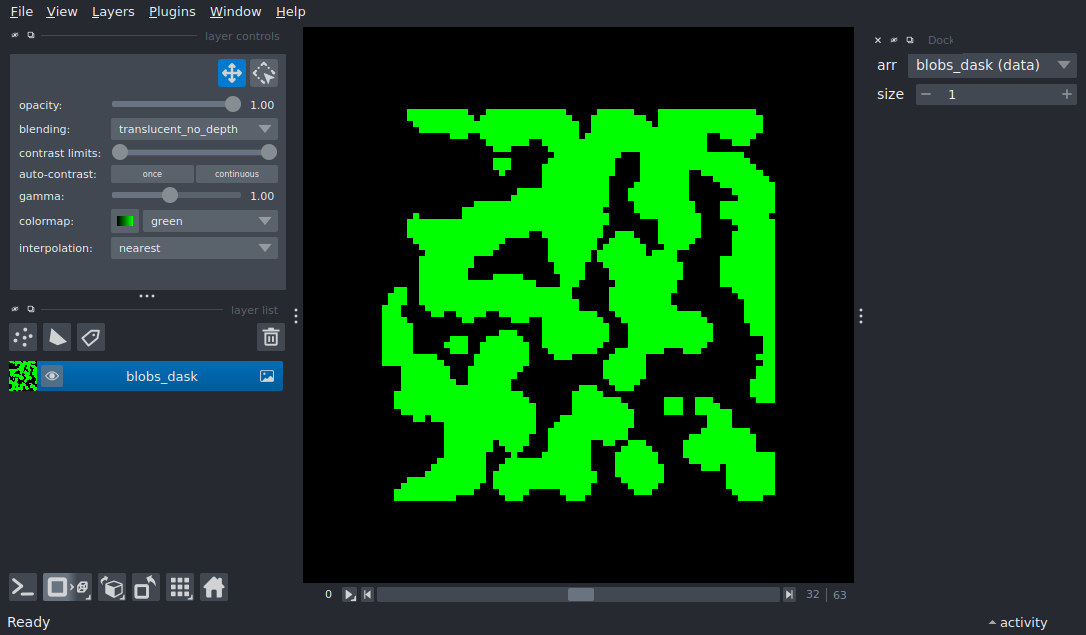 File View Layers Plugins Window Help
layer controls
opacity: 1.00
blending: translucent_no_depth
contrast limits:
auto-contrast: once continuous
gamma: 1.00
colormap: green
interpolation: nearest
layer list
blobs_dask
Dock
arr blobs_dask (data)
size 1
0 32 63
Ready
activity